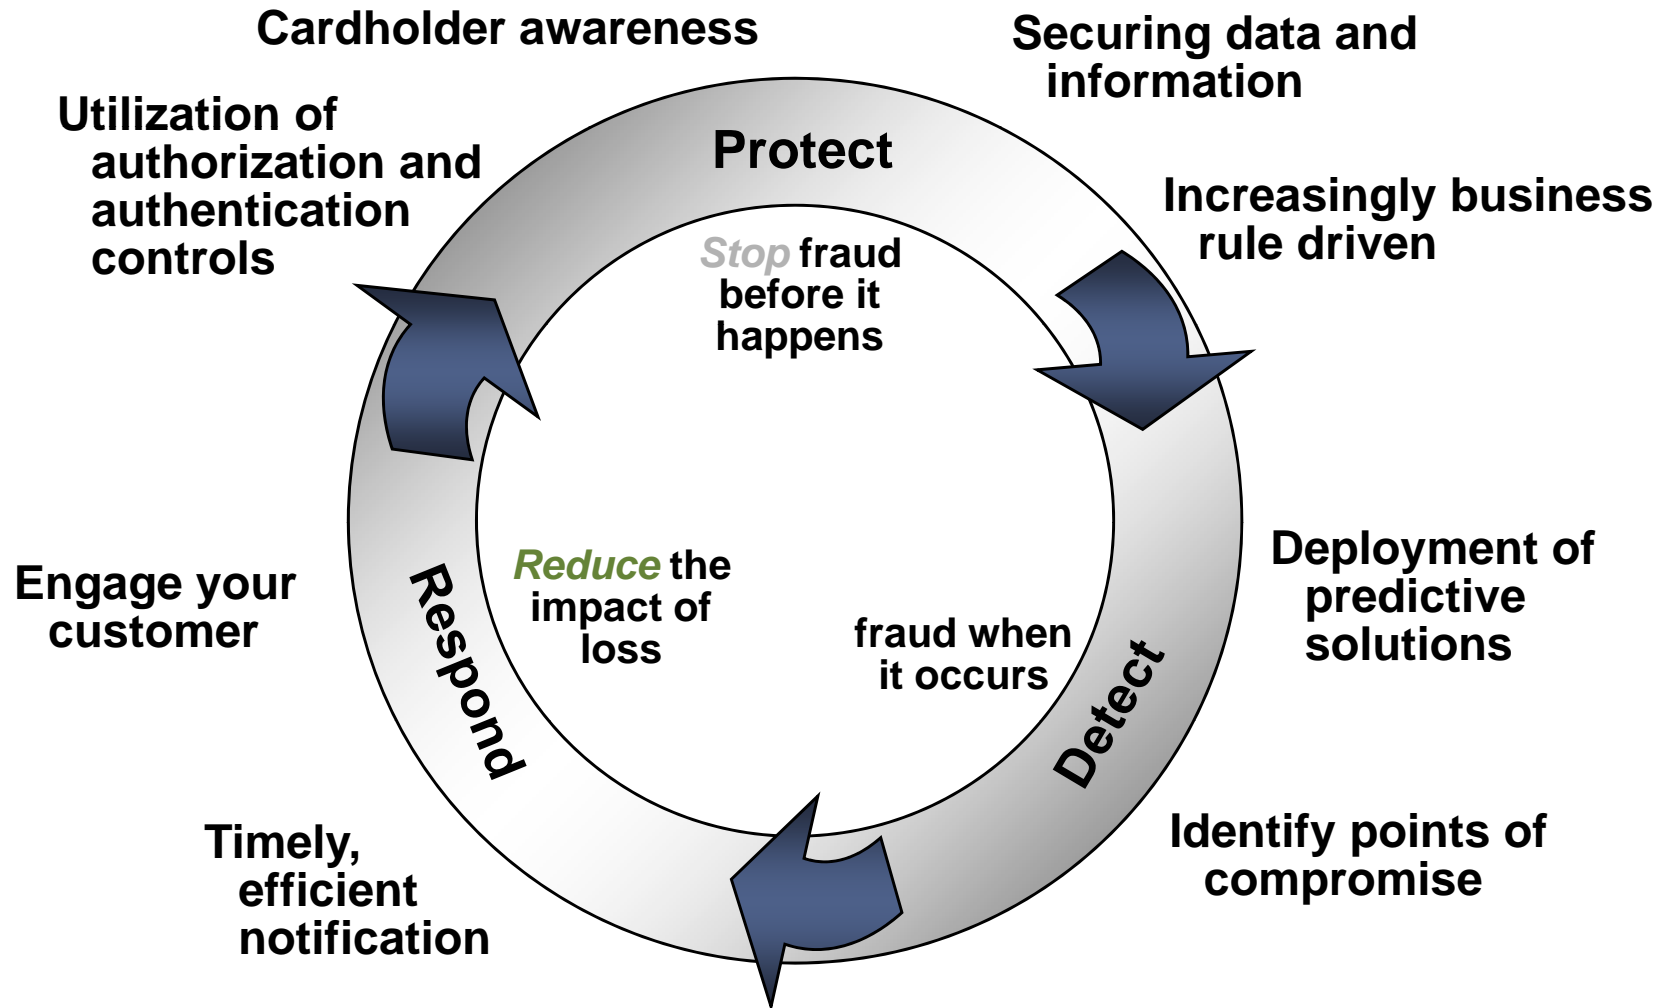 Cardholder awareness
Securing data and
information
Utilization of
authorization and
authentication
controls
Protect
Increasingly business
rule driven
Stop fraud
before it
happens
Deployment of
predictive
solutions
Engage your
customer
Respond
Reduce the
impact of
loss
fraud when
it occurs
Detect
Identify points of
compromise
Timely,
efficient
notification